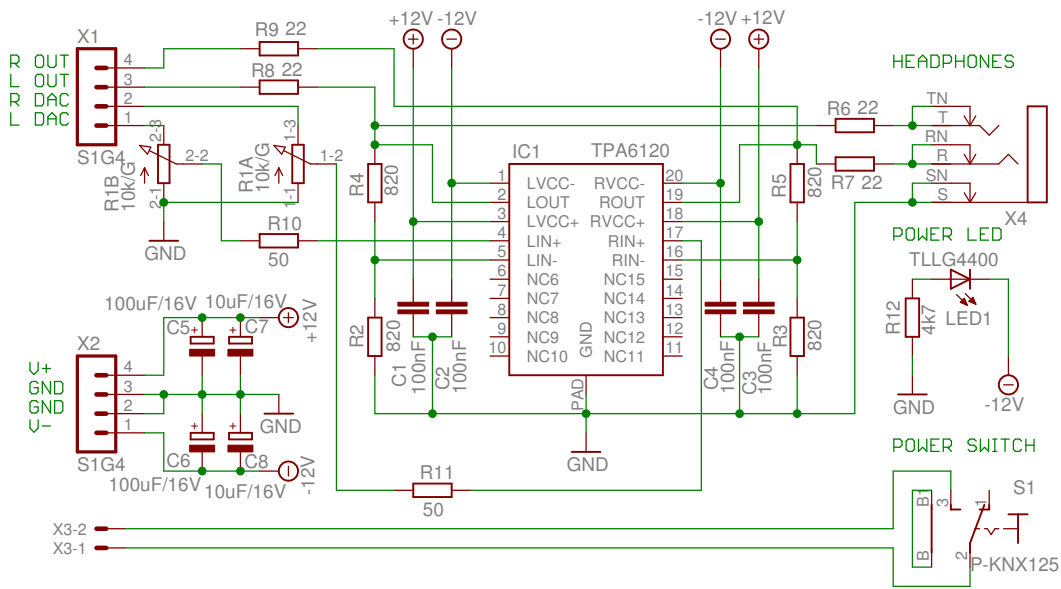 +12V -12V
-12V +12V
X1
R9 22
R OUT 4
L OUT 3
R DAC 2
L DAC 1
R8 22
HEADPHONES
TN
T
RN
R
SN
S
X4
R6 22
R7 22
S1G4
2-3
2-2
2-1
R1B
10k/G
1-3
1-2
1-1
R1A
10k/G
GND
R10
50
R4
820
R5
820
R2
820
R3
820
IC1 TPA6120
1 LVCC- RVCC- 20
2 LOUT ROUT 19
3 LVCC+ RVCC+ 18
4 LIN+ RIN+ 17
5 LIN- RIN- 16
6 NC6 NC15 15
7 NC7 NC14 14
8 NC8 NC13 13
9 NC9 NC12 12
10 NC10 NC11 11
GND
PAD
GND
C1
100nF
C2
100nF
C4
100nF
C3
100nF
POWER LED
TLLG4400
LED1
R12
4k7
GND
-12V
100uF/16V 10uF/16V
C5 C7
+12V
X2
V+ 4
GND 3
GND 2
V- 1
GND
S1G4
C6 C8
100uF/16V 10uF/16V
-12V
R11
50
POWER SWITCH
S1
B1
B
3
1
2
P-KNX125
X3-2
X3-1